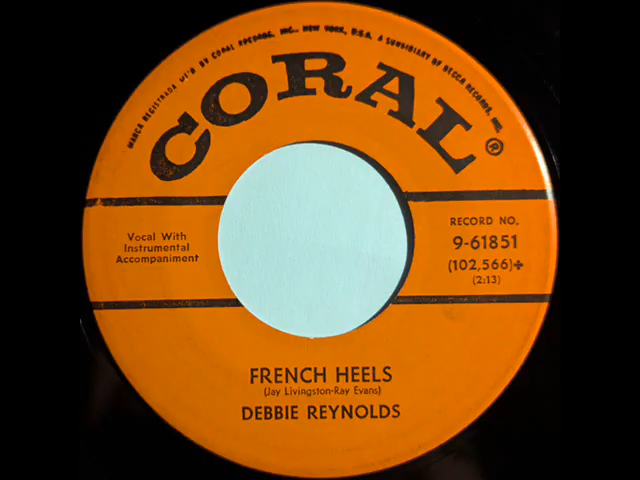 MARCA REGISTRADA MF'D BY CORAL RECORDS, INC., NEW YORK, U.S.A. A SUBSIDIARY OF DECCA RECORDS, INC.
CORAL®
Vocal With
Instrumental
Accompaniment
RECORD NO.
9-61851
(102,566)+
(2:13)
FRENCH HEELS
(Jay Livingston-Ray Evans)
DEBBIE REYNOLDS